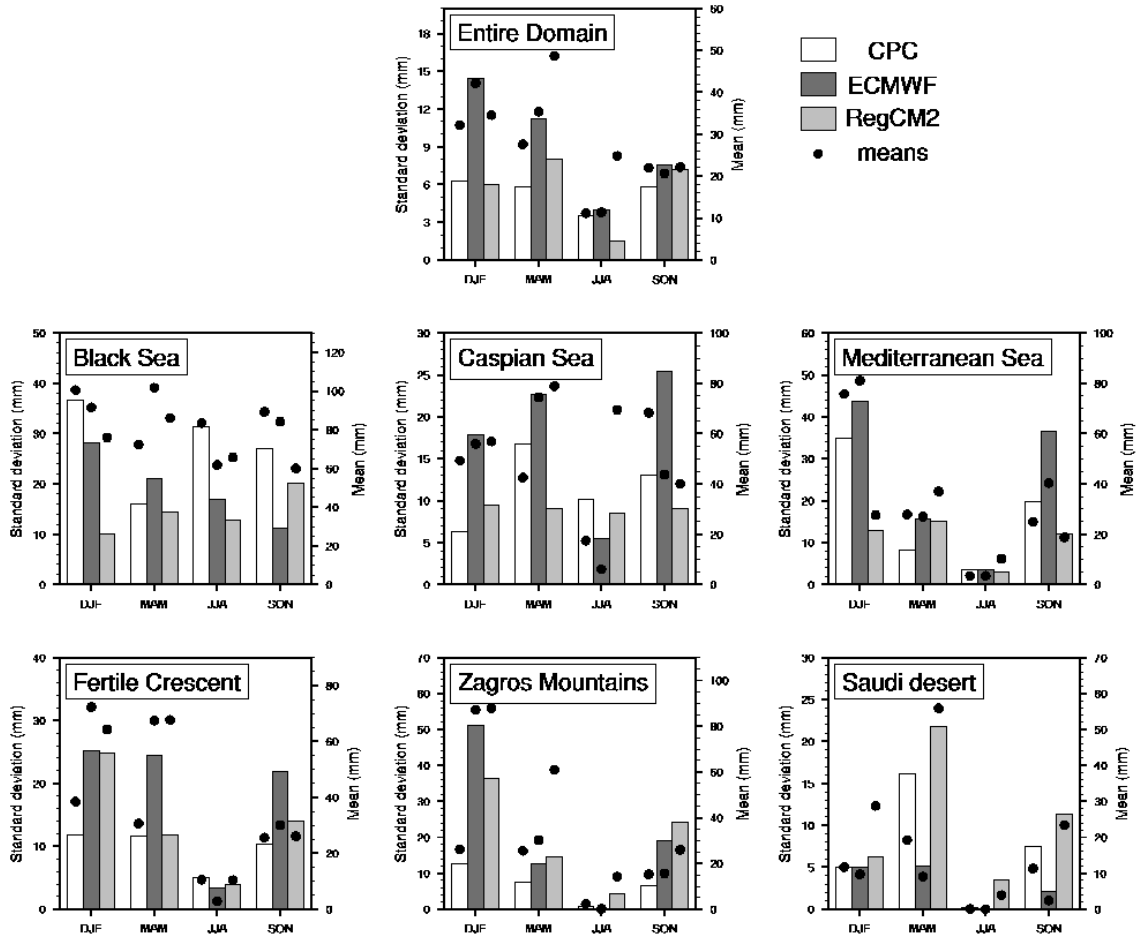 Entire Domain
Standard deviation (mm)
18
15
12
9
6
3
0
Mean (mm)
60
50
40
30
20
10
0
DJF MAM JJA SON
CPC
ECMWF
RegCM2
means
Black Sea
Standard deviation (mm)
50
40
30
20
10
0
Mean (mm)
120
100
80
60
40
20
0
DJF MAM JJA SON
Caspian Sea
Standard deviation (mm)
30
25
20
15
10
5
0
Mean (mm)
100
80
60
40
20
0
DJF MAM JJA SON
Mediterranean Sea
Standard deviation (mm)
60
50
40
30
20
10
0
Mean (mm)
100
80
60
40
20
0
DJF MAM JJA SON
Fertile Crescent
Standard deviation (mm)
40
30
20
10
0
Mean (mm)
80
60
40
20
0
DJF MAM JJA SON
Zagros Mountains
Standard deviation (mm)
70
60
50
40
30
20
10
0
Mean (mm)
100
80
60
40
20
0
DJF MAM JJA SON
Saudi desert
Standard deviation (mm)
30
25
20
15
10
5
0
Mean (mm)
70
60
50
40
30
20
10
0
DJF MAM JJA SON